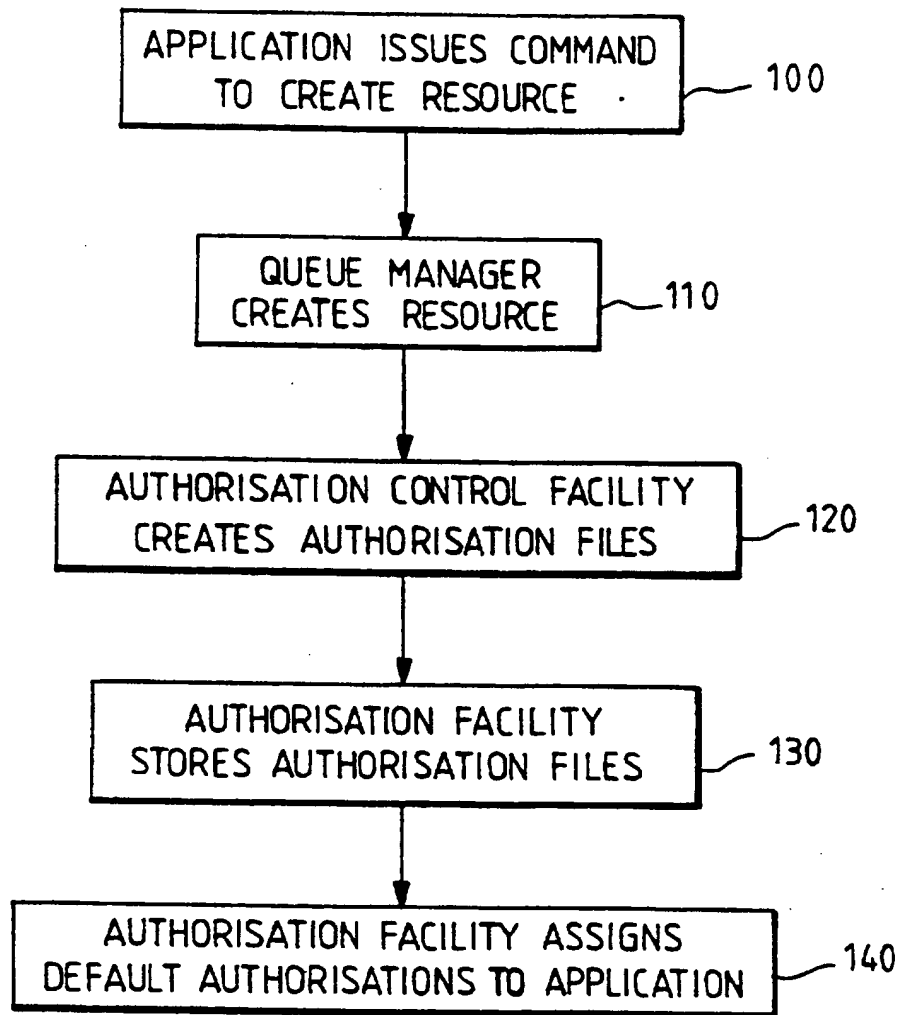 APPLICATION ISSUES COMMAND
TO CREATE RESOURCE
100
QUEUE MANAGER
CREATES RESOURCE
110
AUTHORISATION CONTROL FACILITY
CREATES AUTHORISATION FILES
120
AUTHORISATION FACILITY
STORES AUTHORISATION FILES
130
AUTHORISATION FACILITY ASSIGNS
DEFAULT AUTHORISATIONS TO APPLICATION
140